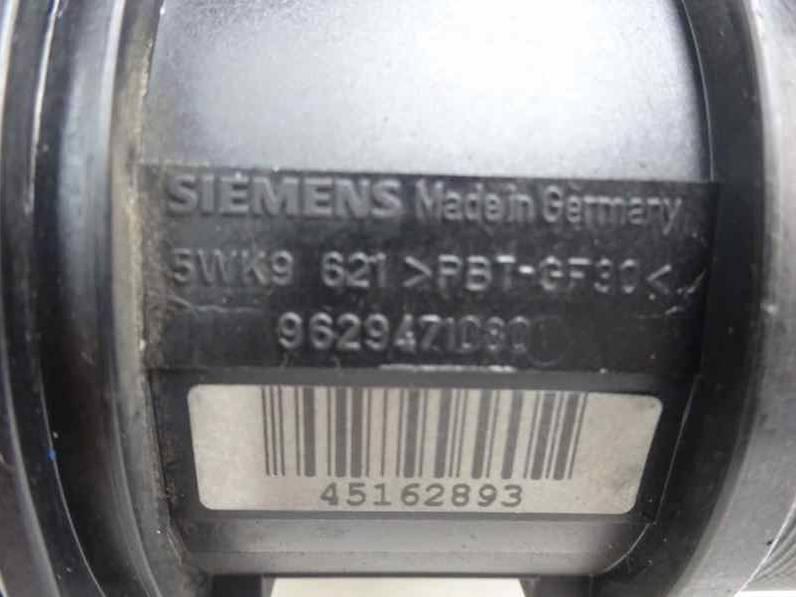 SIEMENS Made in Germany
5WK9 621 >PBT-GF30<
9629471080
45162893